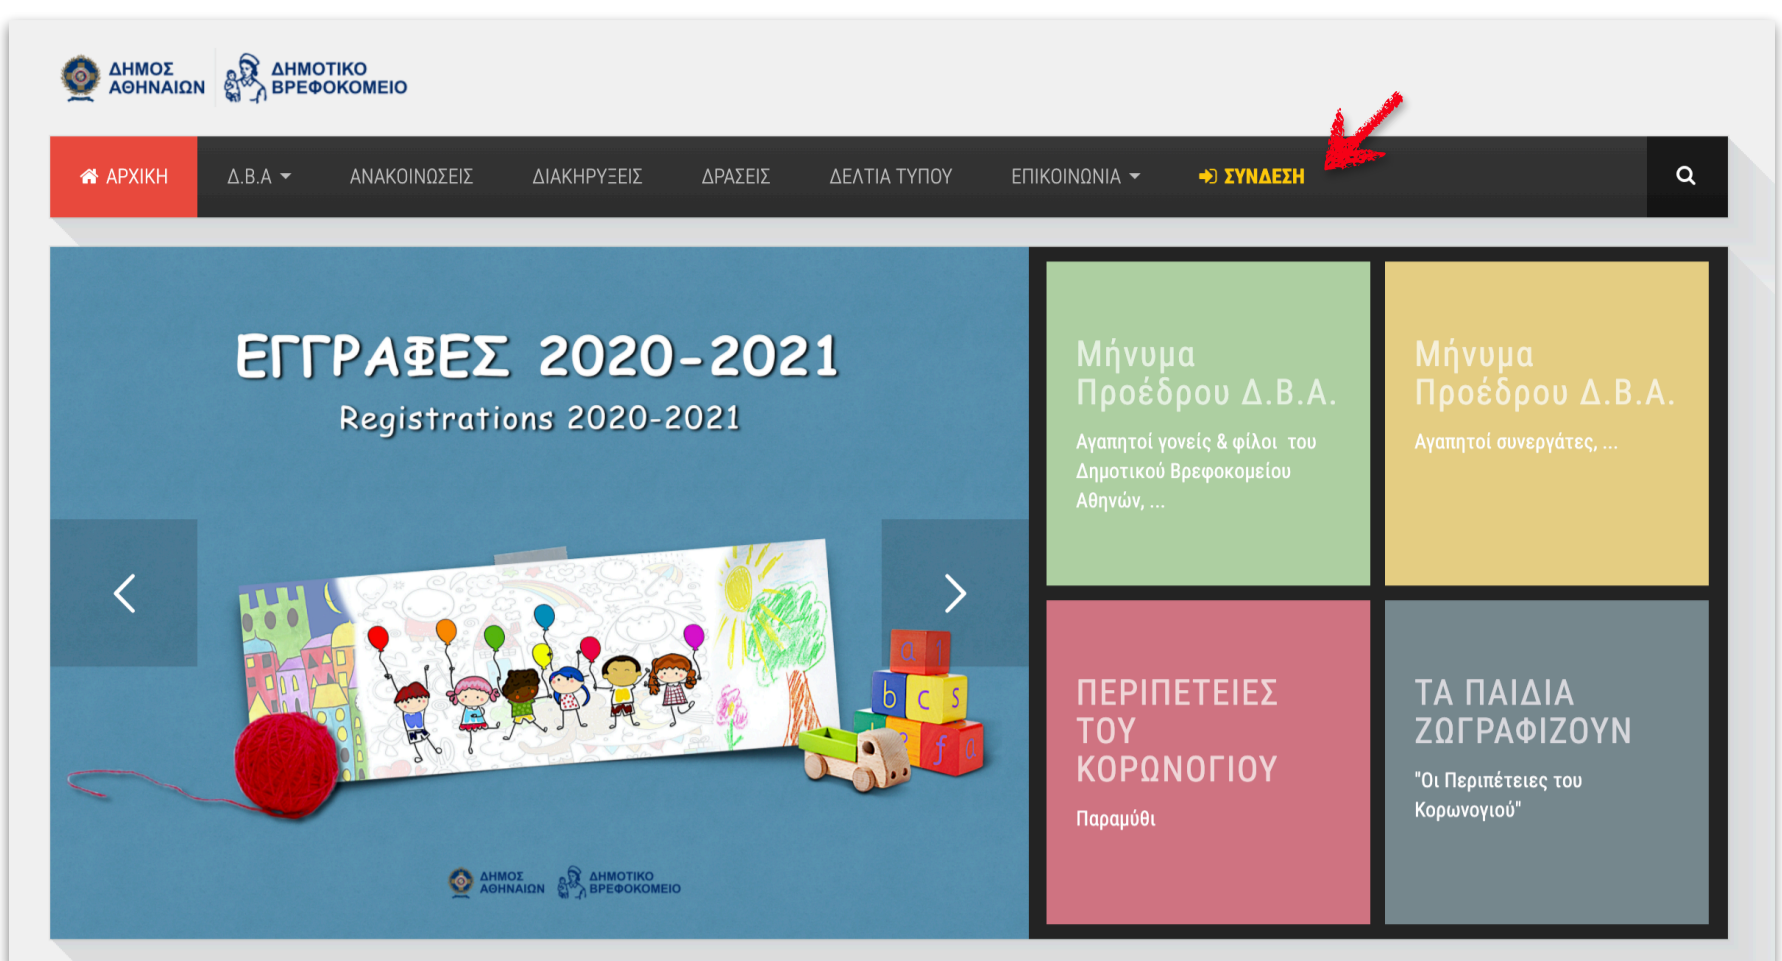 ΔΗΜΟΣ
ΑΘΗΝΑΙΩΝ
ΔΗΜΟΤΙΚΟ
ΒΡΕΦΟΚΟΜΕΙΟ
ΑΡΧΙΚΗ
Δ.Β.Α
ΑΝΑΚΟΙΝΩΣΕΙΣ
ΔΙΑΚΗΡΥΞΕΙΣ
ΔΡΑΣΕΙΣ
ΔΕΛΤΙΑ ΤΥΠΟΥ
ΕΠΙΚΟΙΝΩΝΙΑ
ΣΥΝΔΕΣΗ
ΕΓΓΡΑΦΕΣ 2020-2021
Registrations 2020-2021
a 1
b c s
f a
ΔΗΜΟΣ
ΑΘΗΝΑΙΩΝ
ΔΗΜΟΤΙΚΟ
ΒΡΕΦΟΚΟΜΕΙΟ
Μήνυμα
Προέδρου Δ.Β.Α.
Αγαπητοί γονείς & φίλοι του
Δημοτικού Βρεφοκομείου
Αθηνών, ...
Μήνυμα
Προέδρου Δ.Β.Α.
Αγαπητοί συνεργάτες, ...
ΠΕΡΙΠΕΤΕΙΕΣ
ΤΟΥ
ΚΟΡΩΝΟΓΙΟΥ
Παραμύθι
ΤΑ ΠΑΙΔΙΑ
ΖΩΓΡΑΦΙΖΟΥΝ
"Οι Περιπέτειες του
Κορωνογιού"